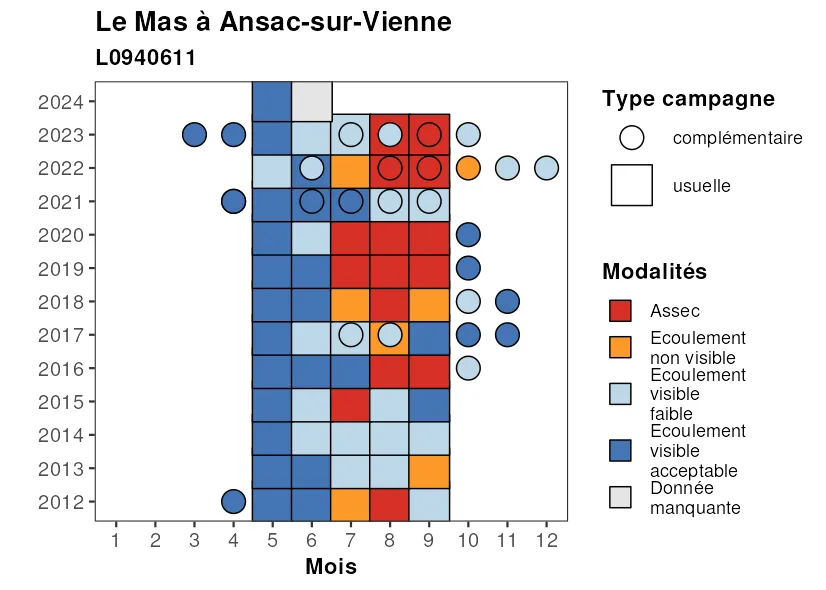 Le Mas à Ansac-sur-Vienne
L0940611
2024
2023
2022
2021
2020
2019
2018
2017
2016
2015
2014
2013
2012
1 2 3 4 5 6 7 8 9 10 11 12
Mois
Type campagne
complémentaire
usuelle
Modalités
Assec
Ecoulement
non visible
Ecoulement
visible
faible
Ecoulement
visible
acceptable
Donnée
manquante